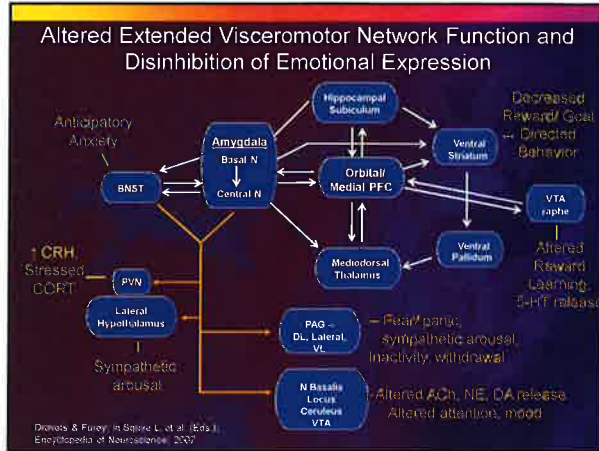 Altered Extended Visceromotor Network Function and
Disinhibition of Emotional Expression
Hippocampal
Subiculum
Decreased
Reward/ Goal
-- Directed
Behavior
Anticipatory
Anxiety
Amygdala
Basal N
Central N
Ventral
Striatum
BNST
Orbital/
Medial PFC
VTA
raphe
Mediodorsal
Thalamus
Ventral
Pallidum
Altered
Reward
Learning,
5-HT release
↑ CRH,
Stressed
CORT
PVN
Lateral
Hypothalamus
Sympathetic
arousal
PAG –
DL, Lateral,
VL
– Fear/ panic,
sympathetic arousal,
Inactivity, withdrawal
N Basalis
Locus
Ceruleus
VTA
-Altered ACh, NE, DA release
Altered attention, mood
Drevets & Furey, in Squire L, et al (Eds.),
Encyclopedia of Neuroscience, 2007